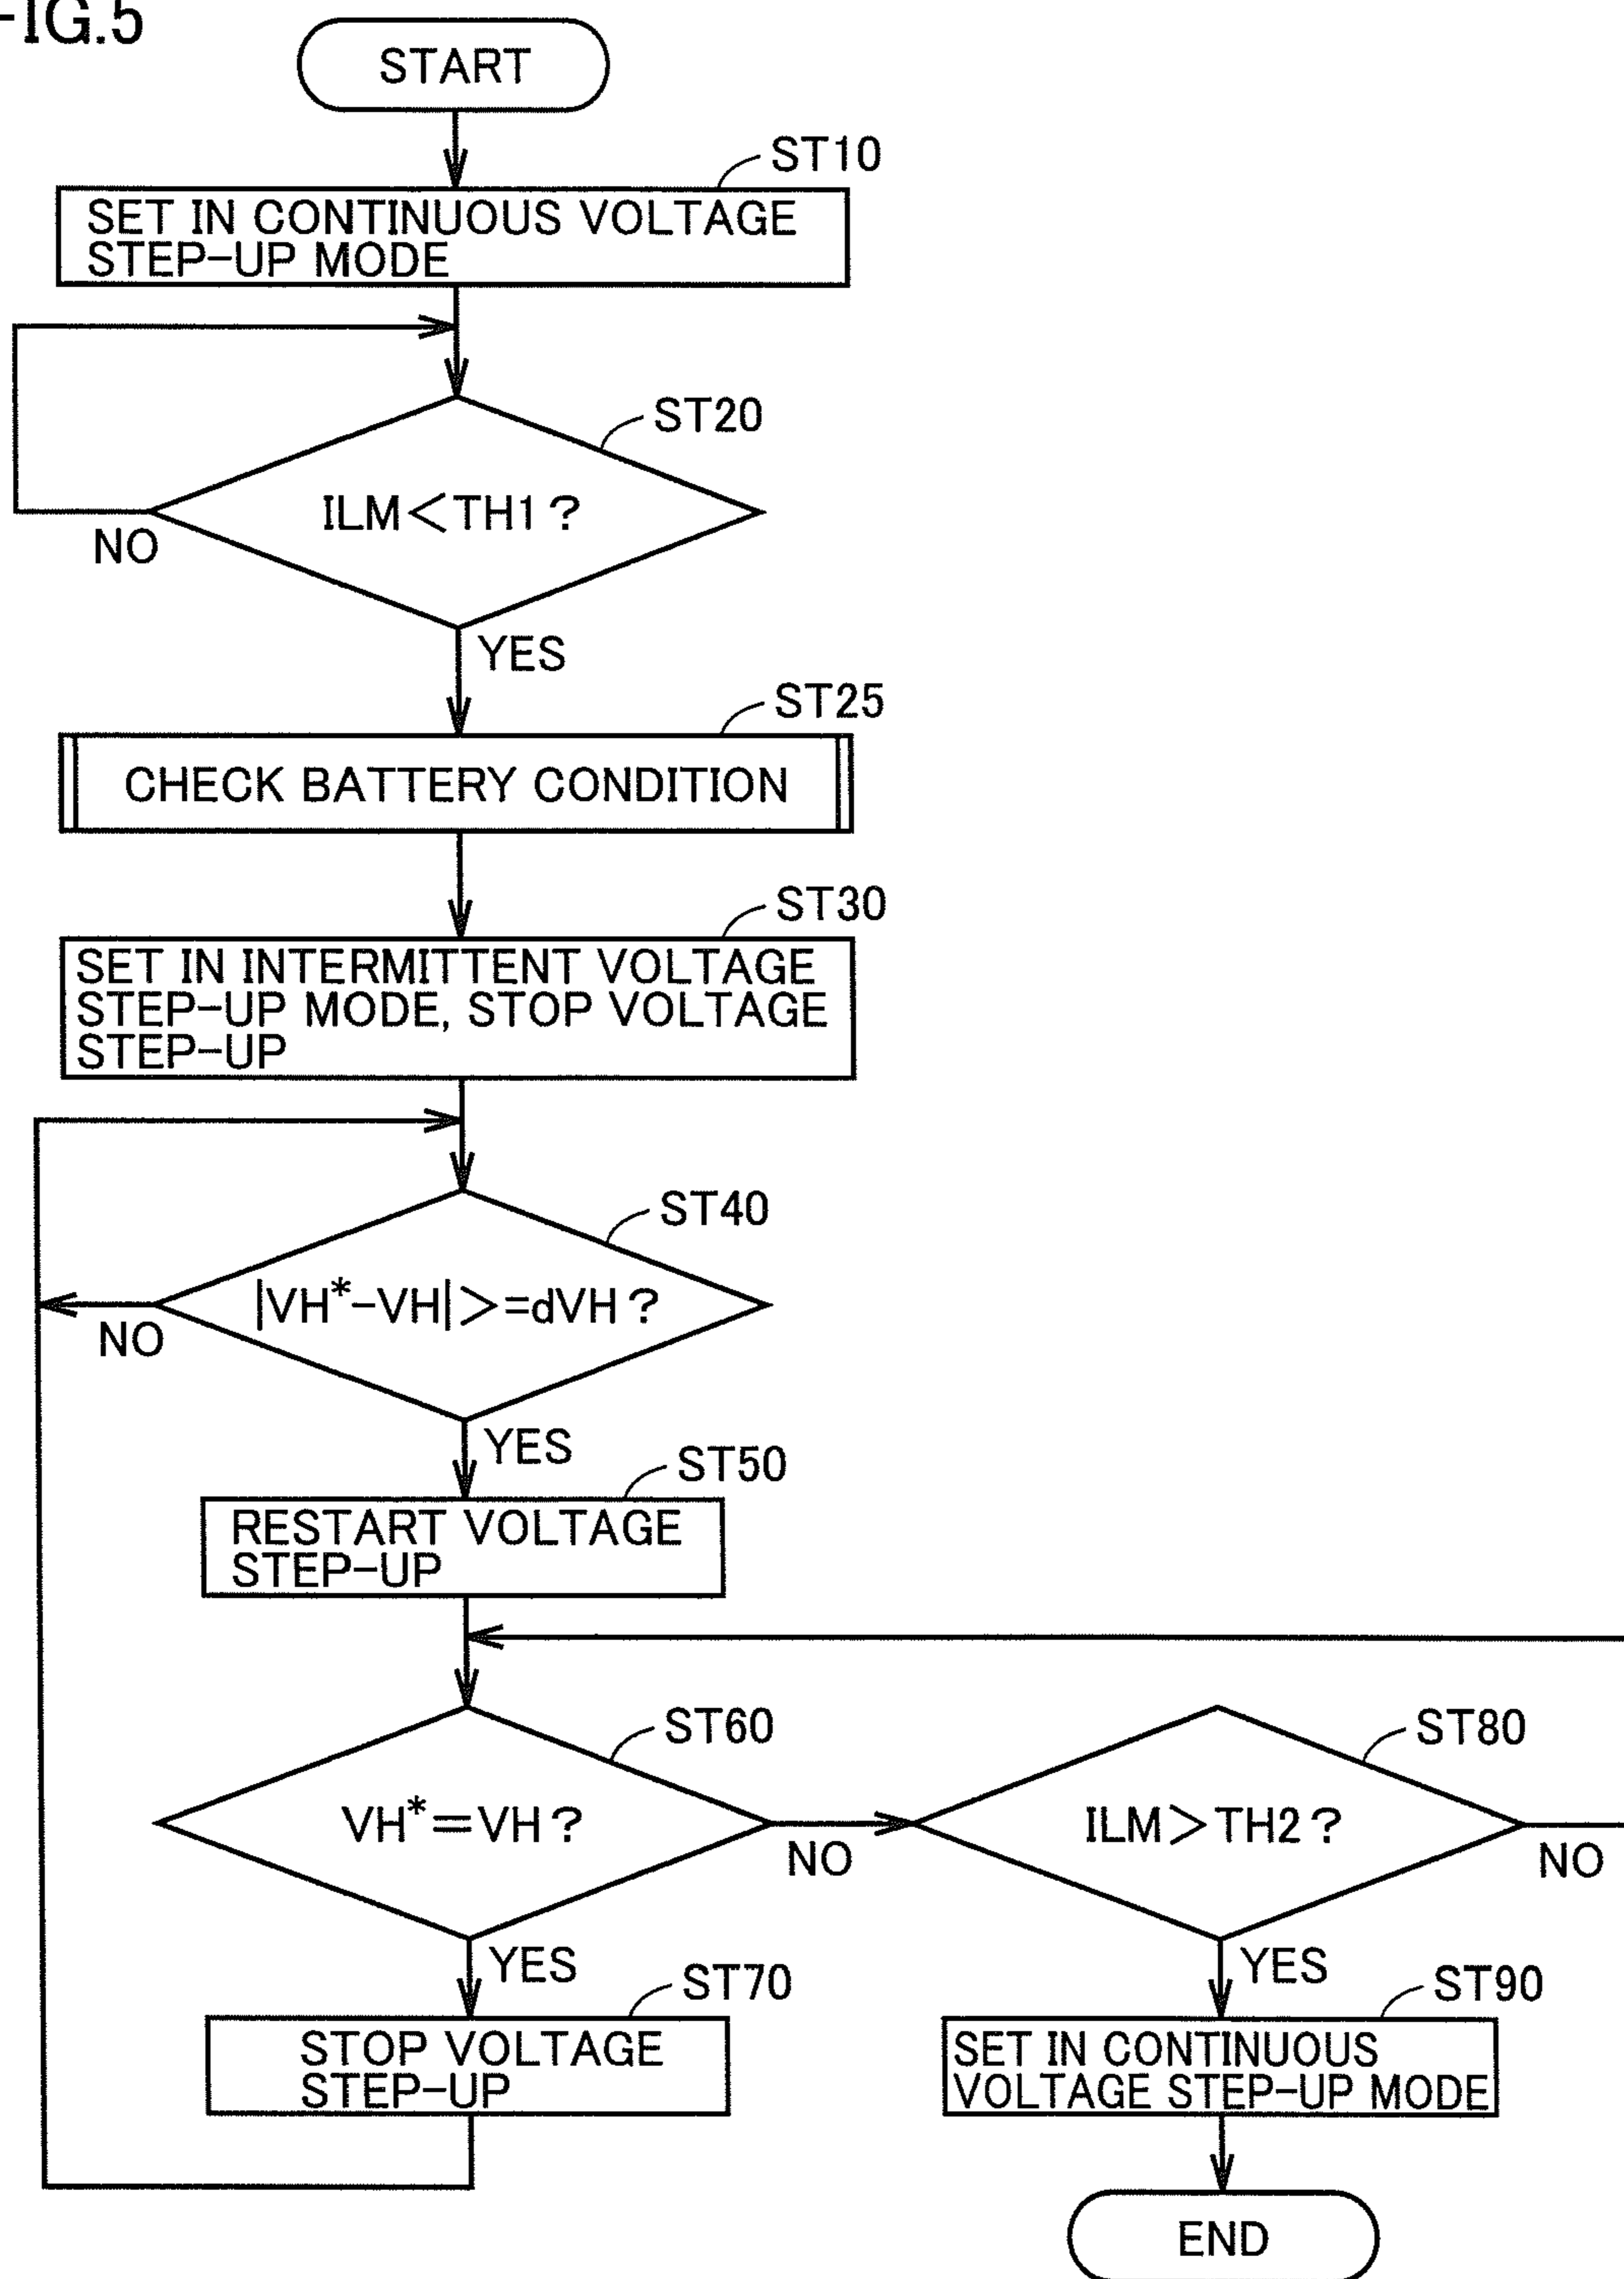 FIG.5
START
ST10
SET IN CONTINUOUS VOLTAGE
STEP-UP MODE
ST20
ILM<TH1?
NO
YES
ST25
CHECK BATTERY CONDITION
ST30
SET IN INTERMITTENT VOLTAGE
STEP-UP MODE, STOP VOLTAGE
STEP-UP
ST40
|VH*-VH|>=dVH?
NO
YES
ST50
RESTART VOLTAGE
STEP-UP
ST60
VH*=VH?
NO
YES
ST80
ILM>TH2?
NO
YES
ST70
STOP VOLTAGE
STEP-UP
ST90
SET IN CONTINUOUS
VOLTAGE STEP-UP MODE
END